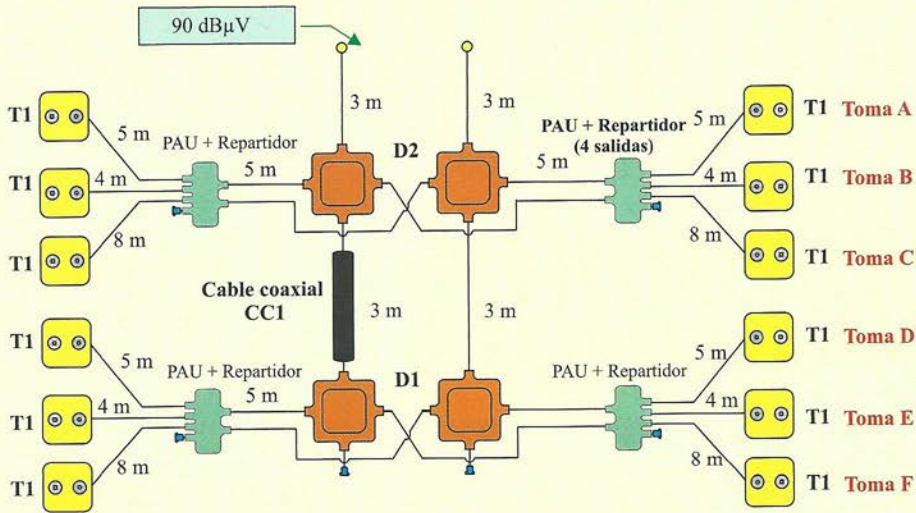 90 dBµV
3 m
3 m
T1
5 m
PAU + Repartidor
D2
PAU + Repartidor
(4 salidas)
5 m
T1 Toma A
T1
4 m
5 m
5 m
4 m
T1 Toma B
T1
8 m
8 m
T1 Toma C
Cable coaxial
CC1
3 m
3 m
T1
5 m
PAU + Repartidor
D1
PAU + Repartidor
5 m
T1 Toma D
T1
4 m
5 m
4 m
T1 Toma E
T1
8 m
8 m
T1 Toma F